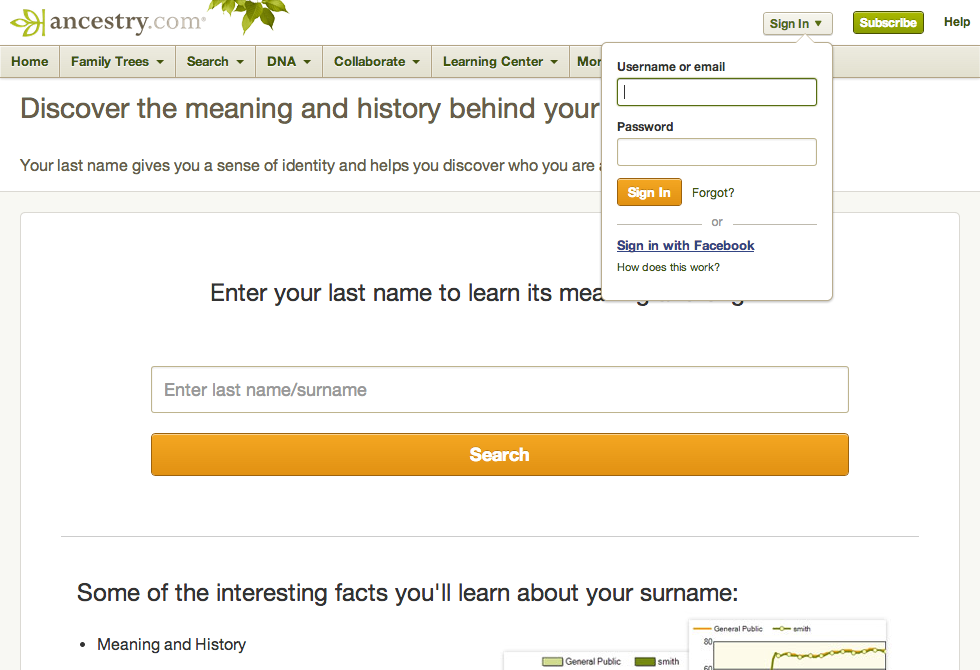 ancestry.com
Sign In ▼
Subscribe
Help
Home
Family Trees
Search
DNA
Collaborate
Learning Center
Mor
Username or email
Password
Sign In
Forgot?
or
Sign in with Facebook
How does this work?
Discover the meaning and history behind your
Your last name gives you a sense of identity and helps you discover who you are
Enter your last name to learn its mea
Enter last name/surname
Search
Some of the interesting facts you'll learn about your surname:
• Meaning and History
General Public smith
80
60
General Public smith